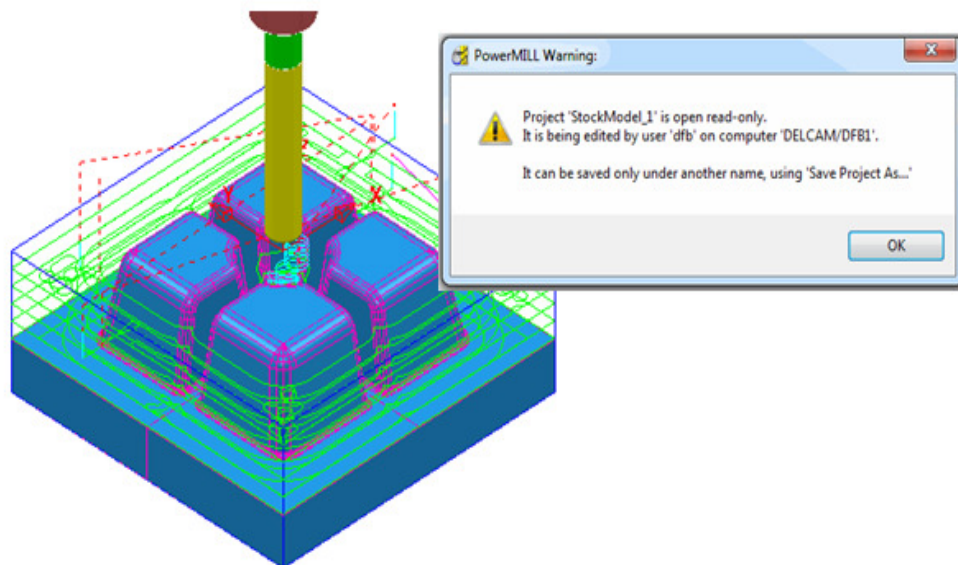 PowerMILL Warning:
Project 'StockModel_1' is open read-only.
It is being edited by user 'dfb' on computer 'DELCAM/DFB1'.
It can be saved only under another name, using 'Save Project As...'
OK
Y
X